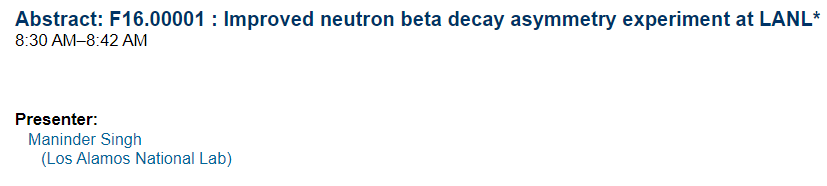 Abstract: F16.00001 : Improved neutron beta decay asymmetry experiment at LANL*
8:30 AM–8:42 AM
Presenter:
Maninder Singh
(Los Alamos National Lab)